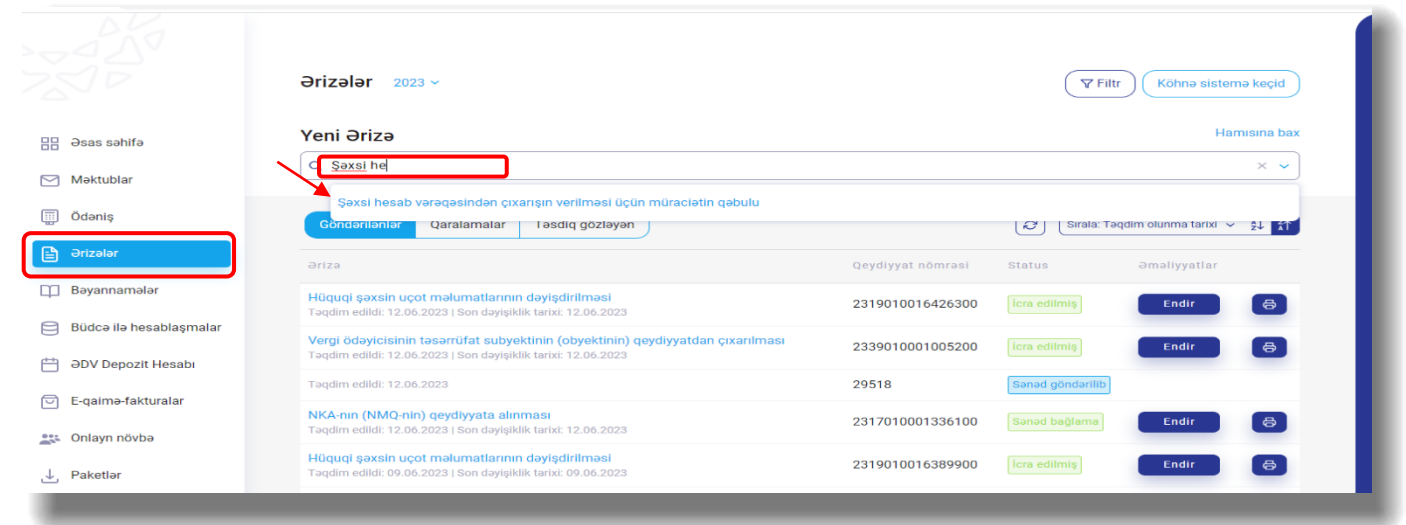 Ərizələr 2023
Filtr
Köhnə sistemə keçid
Yeni Ərizə
Hamısına bax
Şəxsi he
Şəxsi hesab vərəqəsindən çıxarışın verilməsi üçün müraciətin qəbulu
Əsas səhifə
Məktublar
Ödəniş
Ərizələr
Bəyannamələr
Büdcə ilə hesablaşmalar
ƏDV Depozit Hesabı
E-qaimə-fakturalar
Onlayn növbə
Paketlər
Göndərilənlər Qaralamalar Təsdiq gözləyən
Sırala: Təqdim olunma tarixi
Ərizə Qeydiyyat nömrəsi Status Əməliyyatlar
Hüquqi şəxsin uçot məlumatlarının dəyişdirilməsi
Təqdim edildi: 12.06.2023 | Son dəyişiklik tarixi: 12.06.2023
2319010016426300 İcra edilmiş Endir
Vergi ödəyicisinin təsərrüfat subyektinin (obyektinin) qeydiyyatdan çıxarılması
Təqdim edildi: 12.06.2023 | Son dəyişiklik tarixi: 12.06.2023
2339010001005200 İcra edilmiş Endir
Təqdim edildi: 12.06.2023 29518 Sənəd göndərilib
NKA-nın (NMQ-nin) qeydiyyata alınması
Təqdim edildi: 12.06.2023 | Son dəyişiklik tarixi: 12.06.2023
2317010001336100 Sənəd bağlama Endir
Hüquqi şəxsin uçot məlumatlarının dəyişdirilməsi
Təqdim edildi: 09.06.2023 | Son dəyişiklik tarixi: 09.06.2023
2319010016389900 İcra edilmiş Endir